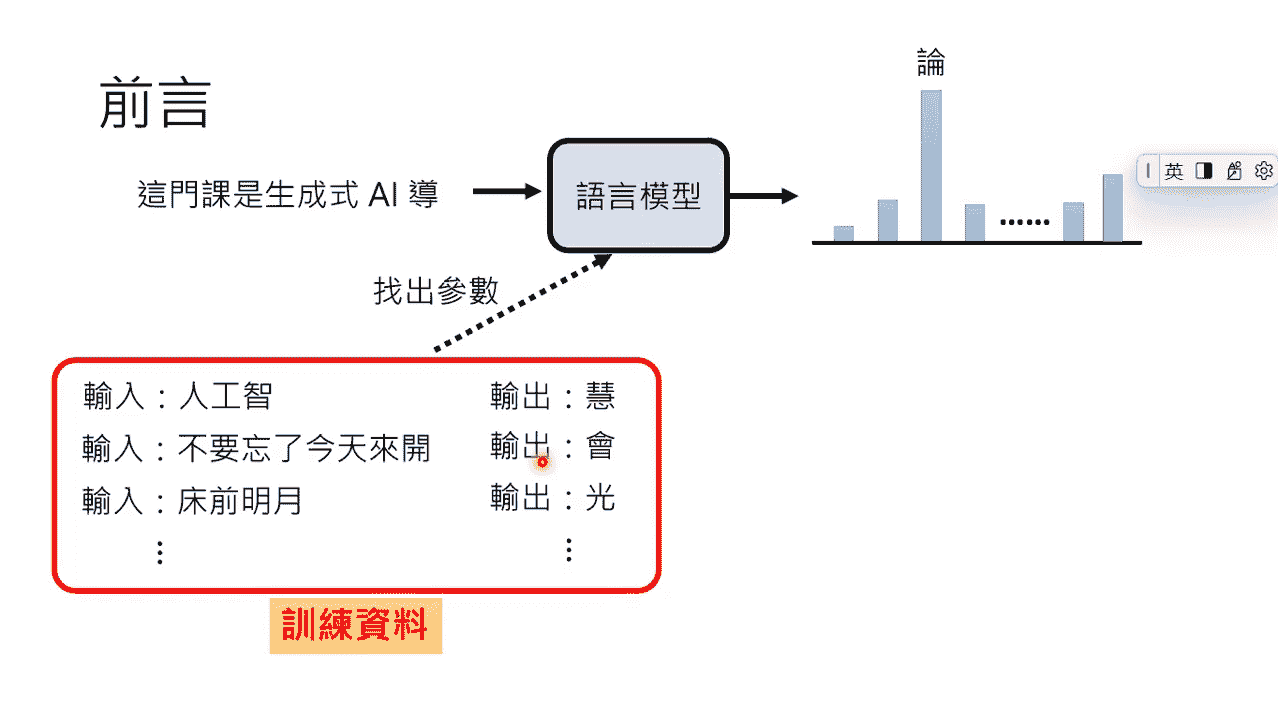 前言
論
這門課是生成式 AI 導
語言模型
英
找出參數
輸入：人工智 輸出：慧
輸入：不要忘了今天來開 輸出：會
輸入：床前明月 輸出：光
訓練資料